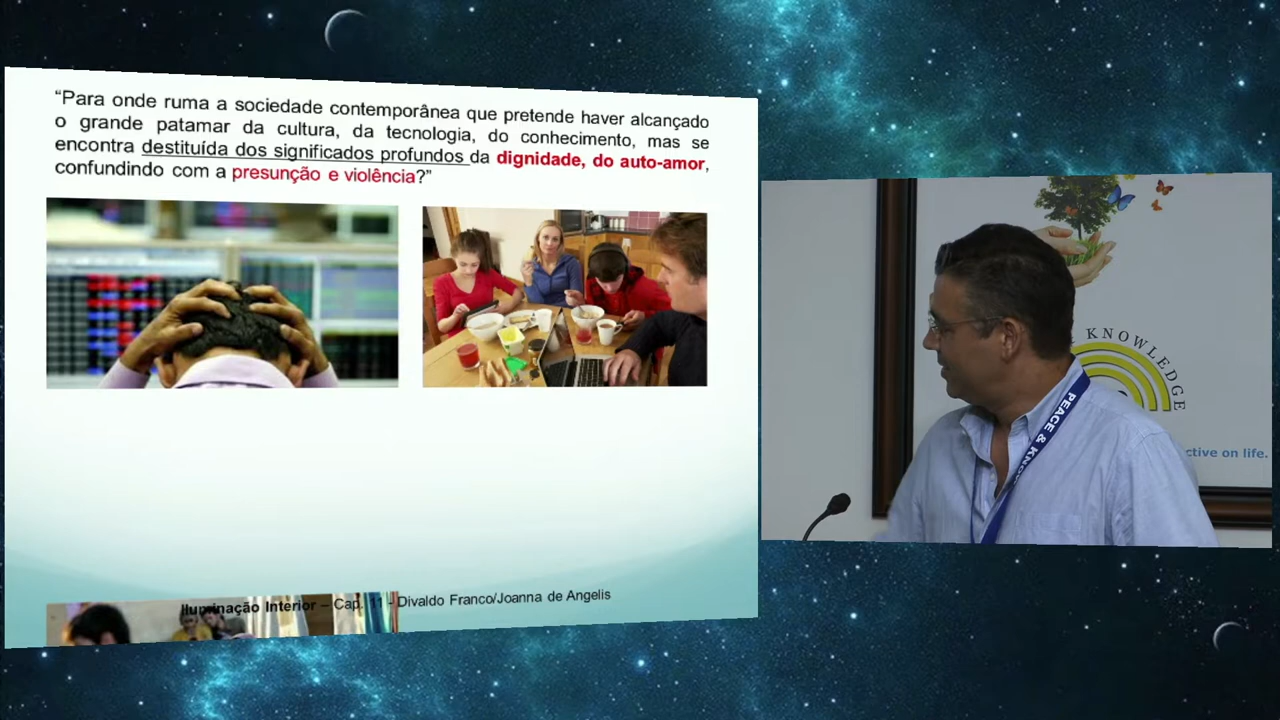 “Para onde ruma a sociedade contemporânea que pretende haver alcançado
o grande patamar da cultura, da tecnologia, do conhecimento, mas se
encontra destituída dos significados profundos da dignidade, do auto-amor,
confundindo com a presunção e violência?”
Iluminação Interior – Cap. 11 - Divaldo Franco/Joanna de Angelis
KNOWLEDGE
ctive on life.
PEACE & KNOW